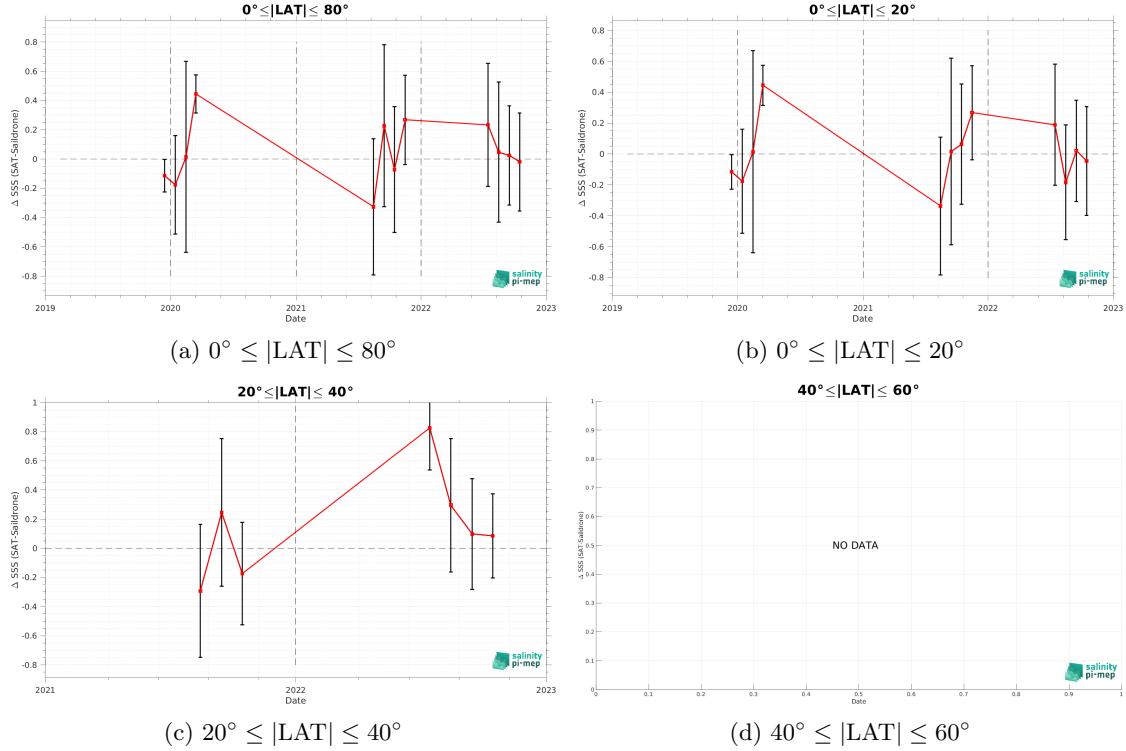 0°≤|LAT|≤ 80°
Δ SSS (SAT-Saildrone)
0.8
0.6
0.4
0.2
0
-0.2
-0.4
-0.6
-0.8
2019
2020
2021
2022
2023
Date
salinity
pi-mep
(a) 0° ≤ |LAT| ≤ 80°
0°≤|LAT|≤ 20°
Δ SSS (SAT-Saildrone)
0.8
0.6
0.4
0.2
0
-0.2
-0.4
-0.6
-0.8
2019
2020
2021
2022
2023
Date
salinity
pi-mep
(b) 0° ≤ |LAT| ≤ 20°
20°≤|LAT|≤ 40°
Δ SSS (SAT-Saildrone)
1
0.8
0.6
0.4
0.2
0
-0.2
-0.4
-0.6
-0.8
2021
2022
2023
Date
salinity
pi-mep
(c) 20° ≤ |LAT| ≤ 40°
40°≤|LAT|≤ 60°
Δ SSS (SAT-Saildrone)
1
0.9
0.8
0.7
0.6
0.5
0.4
0.3
0.2
0.1
0
NO DATA
0
0.1
0.2
0.3
0.4
0.5
0.6
0.7
0.8
0.9
1
Date
salinity
pi-mep
(d) 40° ≤ |LAT| ≤ 60°